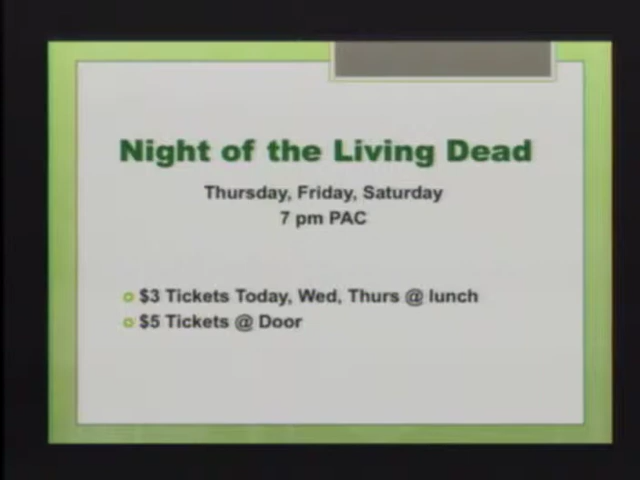 Night of the Living Dead
Thursday, Friday, Saturday
7 pm PAC
$3 Tickets Today, Wed, Thurs @ lunch
$5 Tickets @ Door